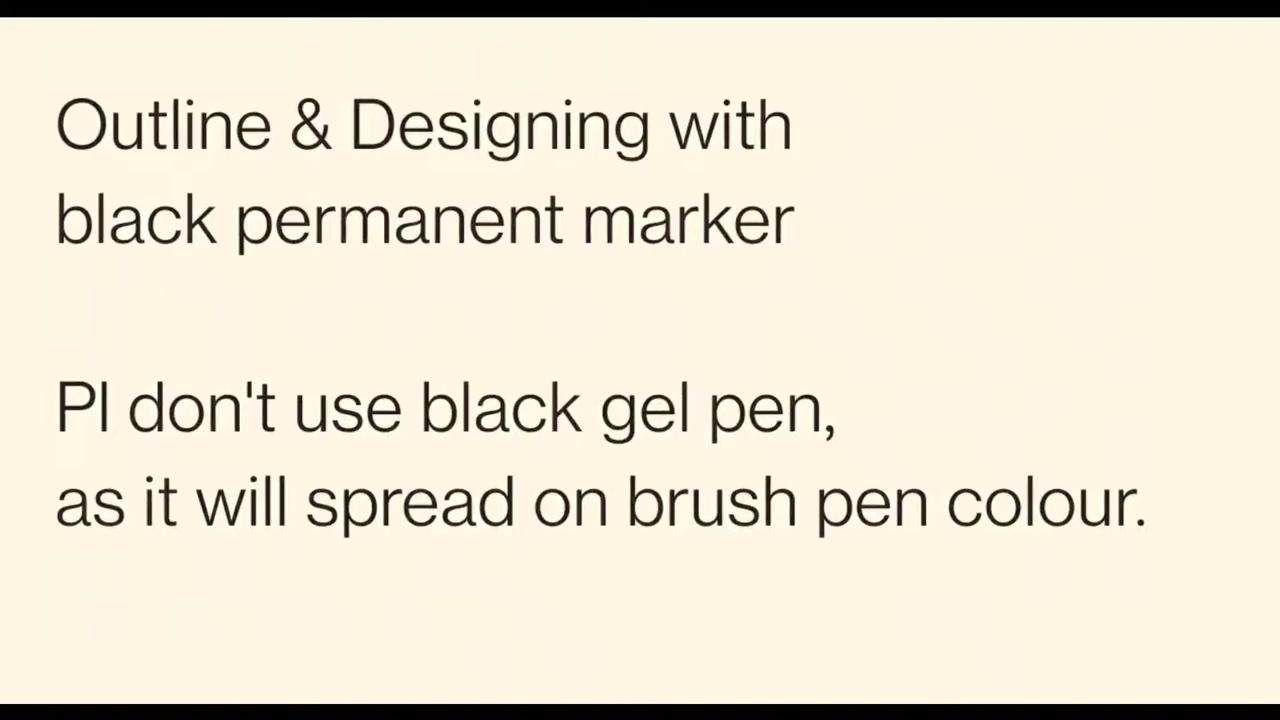 Outline & Designing with
black permanent marker
Pl don't use black gel pen,
as it will spread on brush pen colour.